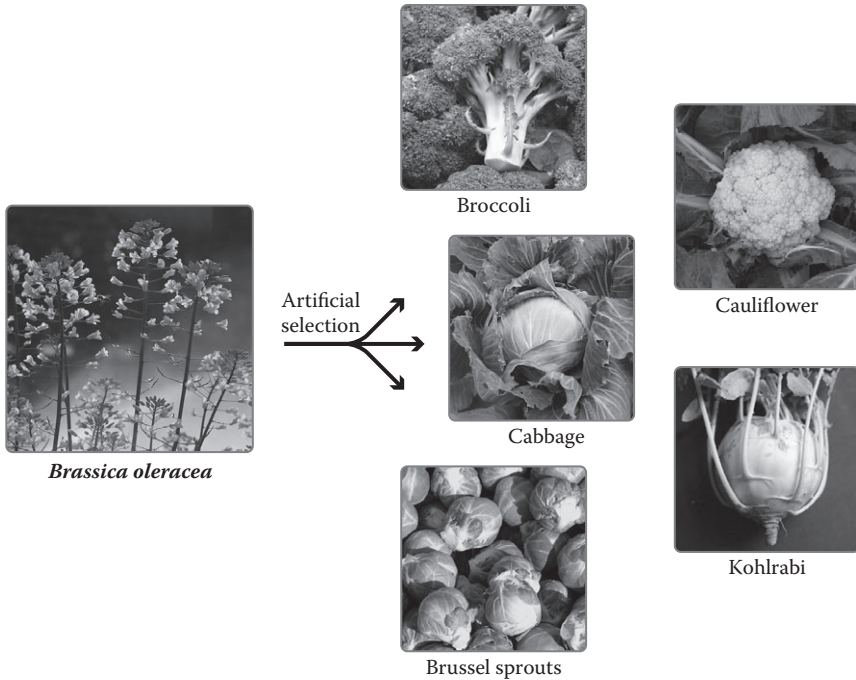 Broccoli
Cauliflower
Artificial
selection
Cabbage
Brassica oleracea
Kohlrabi
Brussel sprouts